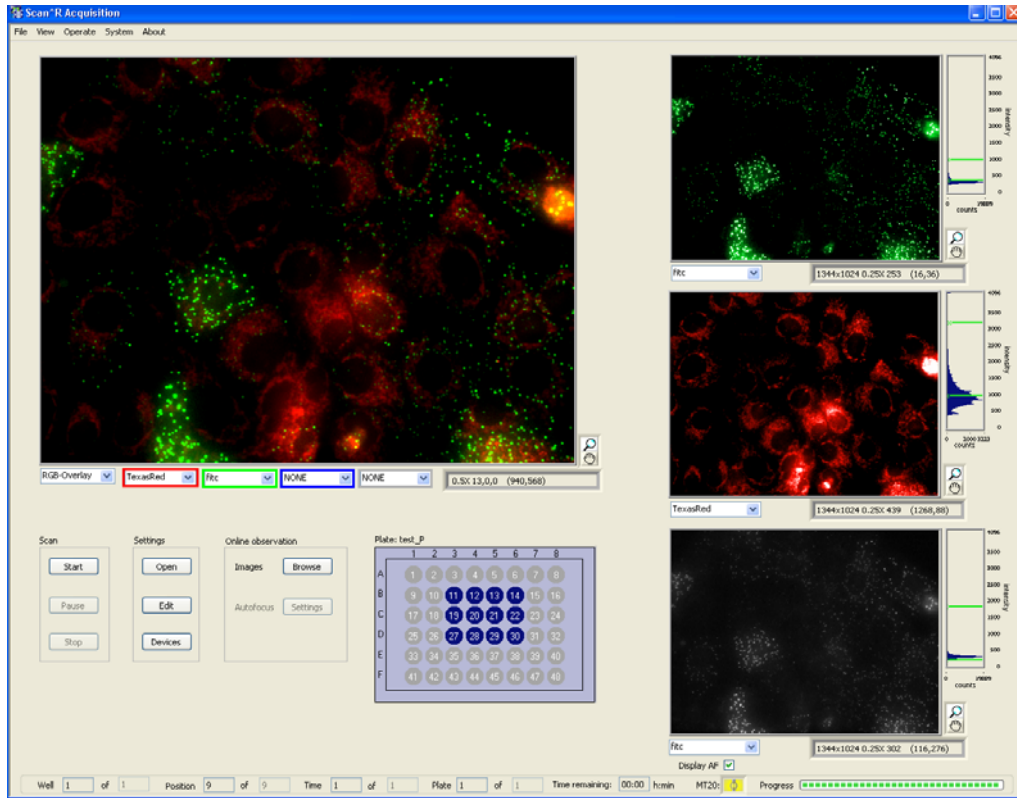 Scan^R Acquisition
File View Operate System About
RGB-Overlay TexasRed fitc NONE NONE 0.5X 13,0,0 (940,568)
intensity
0
counts
fitc 1344x1024 0.25X 253 (16,36)
intensity
0
counts
TexasRed 1344x1024 0.25X 439 (1268,88)
intensity
0
counts
fitc 1344x1024 0.25X 302 (116,276)
Display AF
Scan
Start
Pause
Stop
Settings
Open
Edit
Devices
Online observation
Images Browse
Autofocus Settings
Plate: test_P
1 2 3 4 5 6 7 8
A 1 2 3 4 5 6 7 8
B 9 10 11 12 13 14 15 16
C 17 18 19 20 21 22 23 24
D 25 26 27 28 29 30 31 32
E 33 34 35 36 37 38 39 40
F 41 42 43 44 45 46 47 48
Well 1 of 1 Position 9 of 9 Time 1 of 1 Plate 1 of 1 Time remaining: 00:00 h:min MT20: Progress